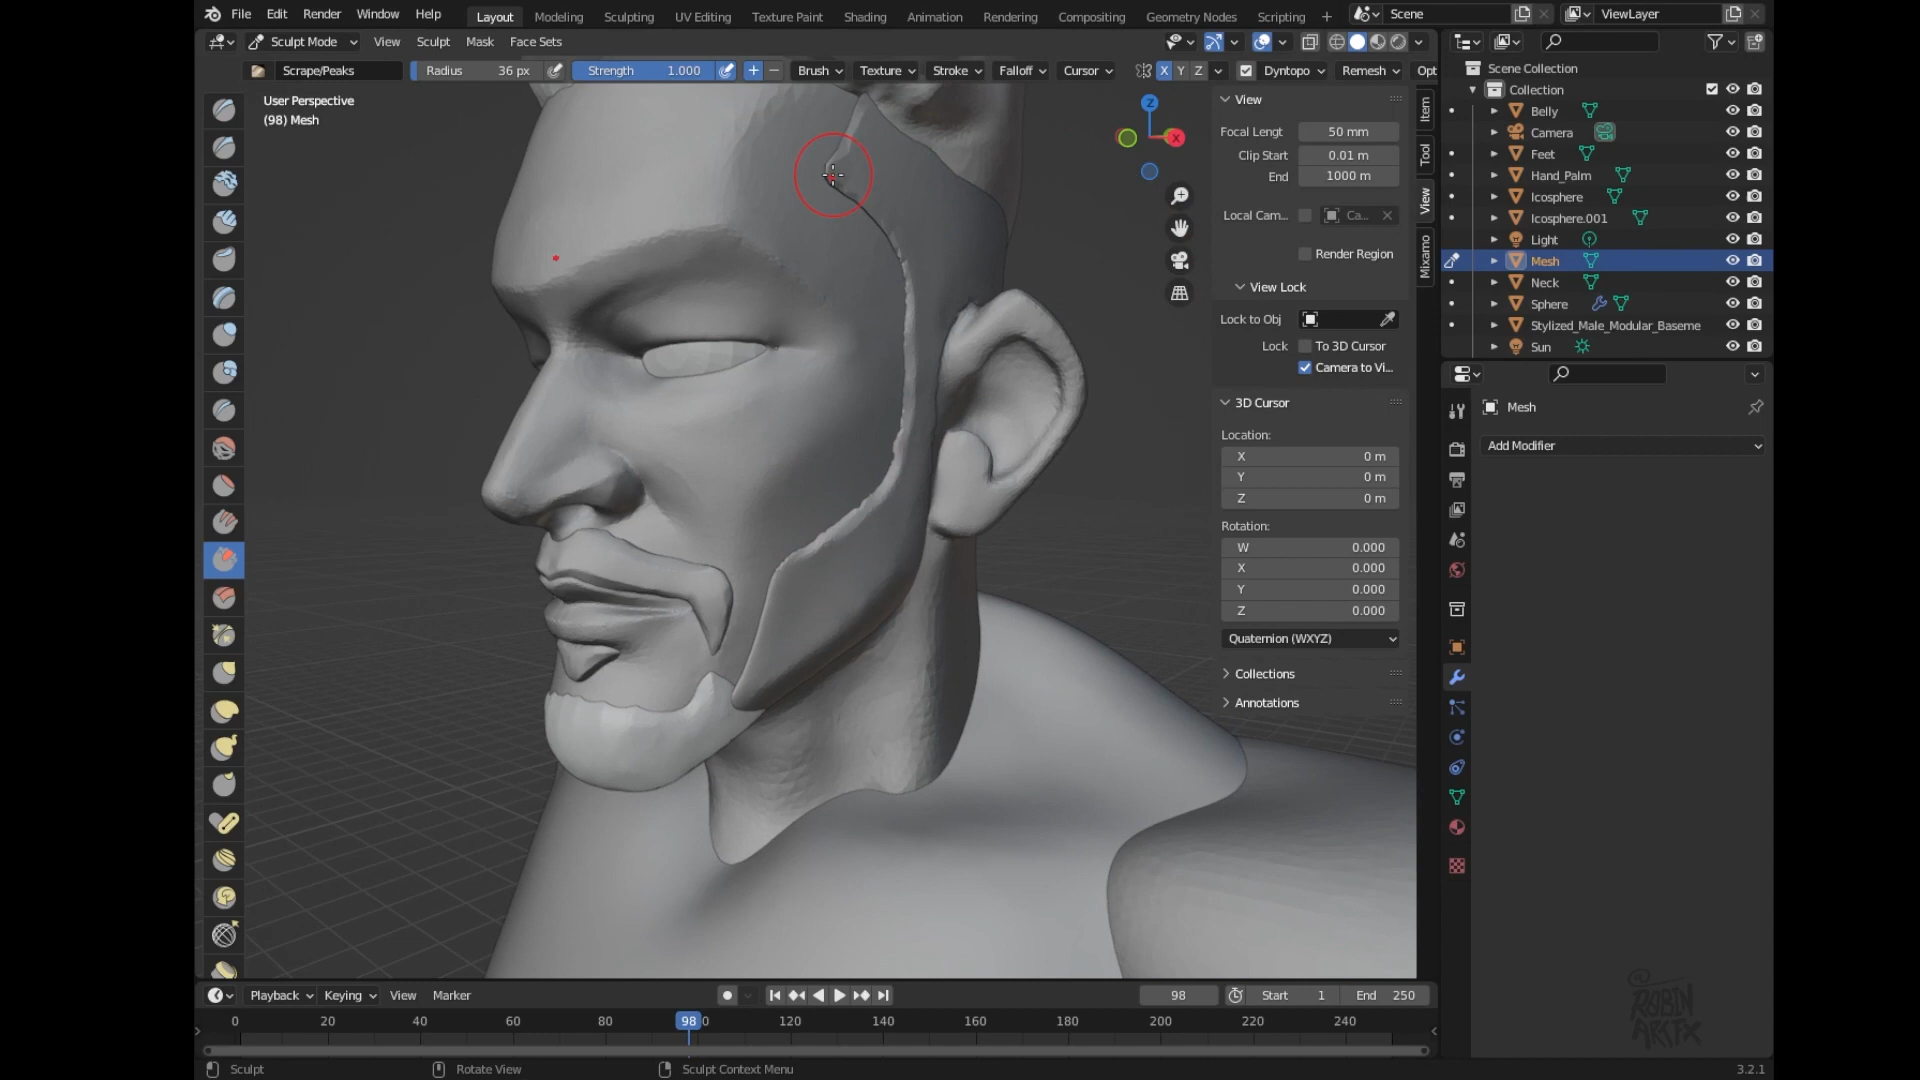 File Edit Render Window Help Layout Modeling Sculpting UV Editing Texture Paint Shading Animation Rendering Compositing Geometry Nodes Scripting + Scene ViewLayer
Sculpt Mode View Sculpt Mask Face Sets
Scrape/Peaks Radius 36 px Strength 1.000 Brush Texture Stroke Falloff Cursor X Y Z Dyntopo Remesh Opt
User Perspective
(98) Mesh
Z
X
View
Focal Lengt 50 mm
Clip Start 0.01 m
End 1000 m
Local Cam... Ca...
Render Region
View Lock
Lock to Obj
Lock To 3D Cursor
Camera to Vi...
3D Cursor
Location:
X 0 m
Y 0 m
Z 0 m
Rotation:
W 0.000
X 0.000
Y 0.000
Z 0.000
Quaternion (WXYZ)
Collections
Annotations
Item
Tool
View
Mixamo
Scene Collection
Collection
Belly
Camera
Feet
Hand_Palm
Icosphere
Icosphere.001
Light
Mesh
Neck
Sphere
Stylized_Male_Modular_Baseme
Sun
Mesh
Add Modifier
Playback Keying View Marker 98 Start 1 End 250
0 20 40 60 80 98 0 120 140 160 180 200 220 240
Sculpt Rotate View Sculpt Context Menu 3.2.1
@
ROBIN
ARTFX